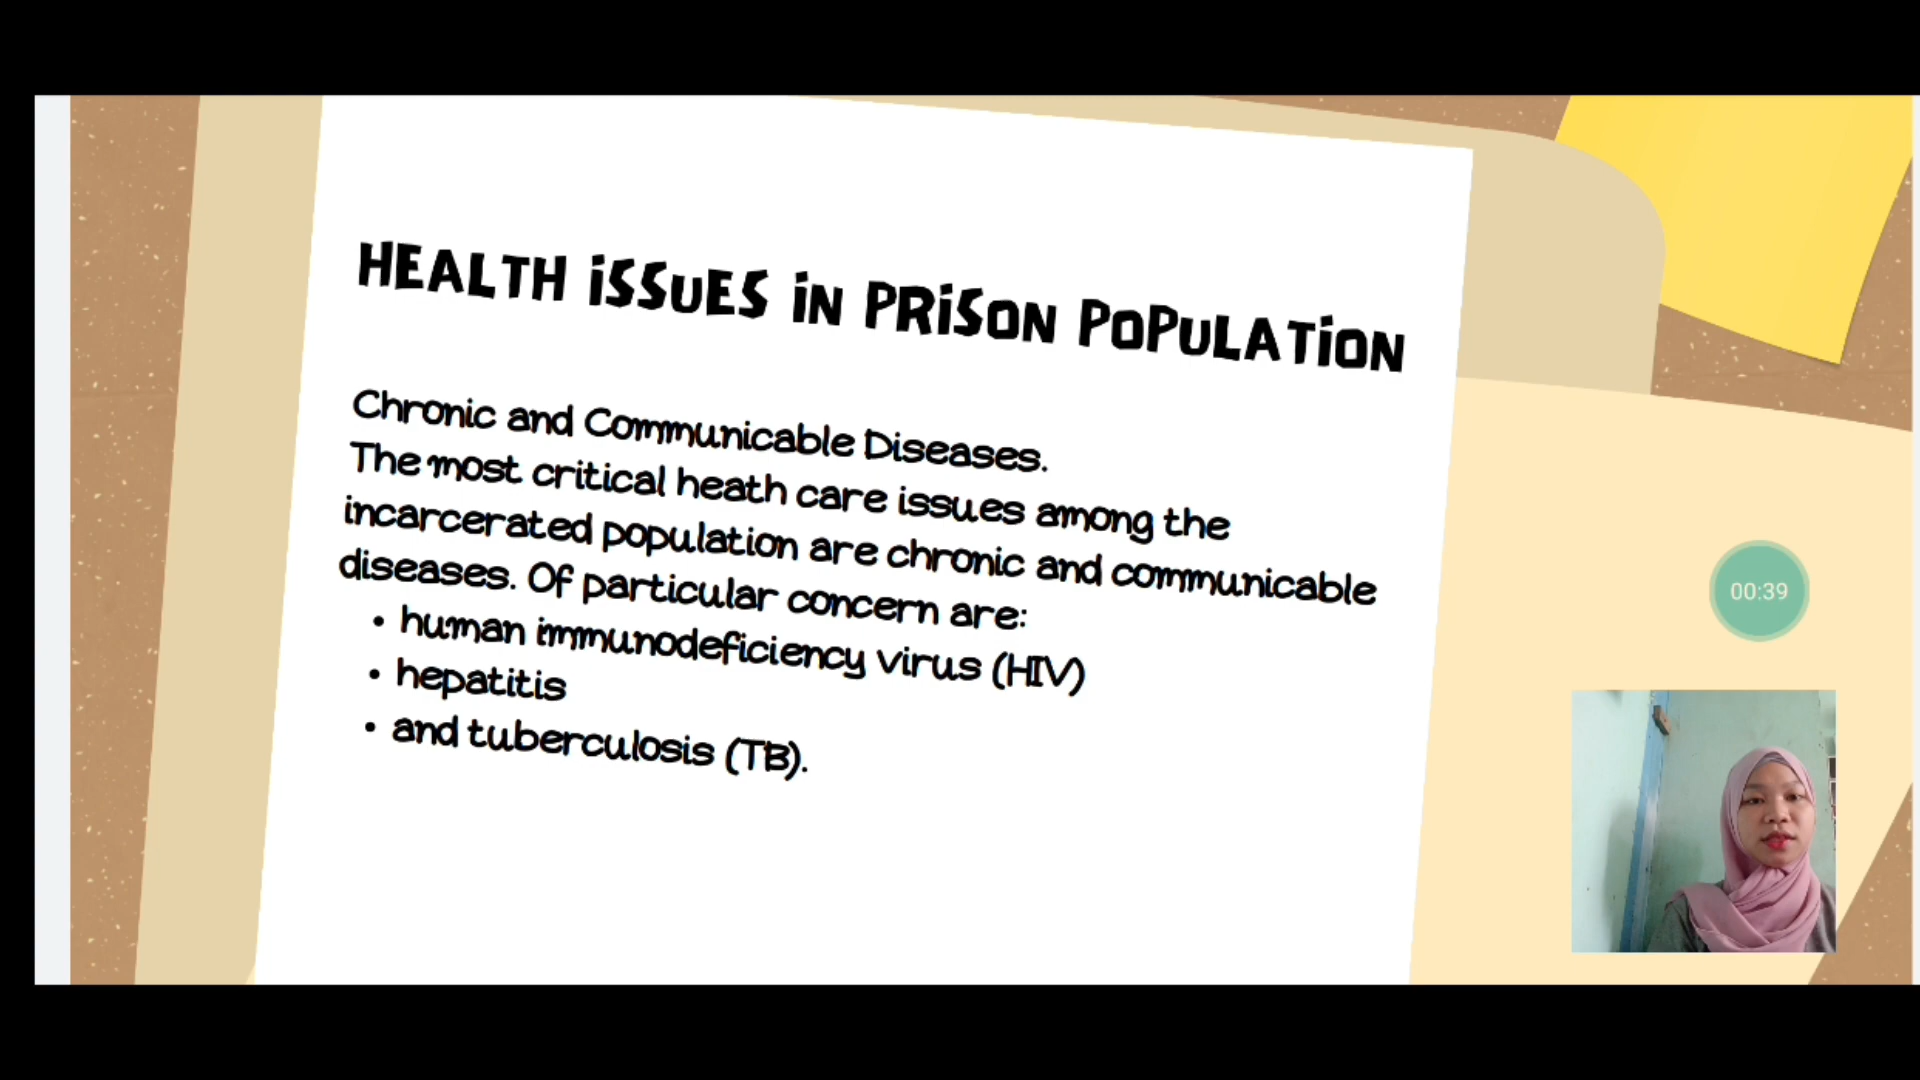 HEALTH iSSUES iN PRiSON POPULATiON
Chronic and Communicable Diseases.
The most critical heath care issues among the
incarcerated population are chronic and communicable
diseases. Of particular concern are:
• human immunodeficiency virus (HIV)
• hepatitis
• and tuberculosis (TB).
00:39